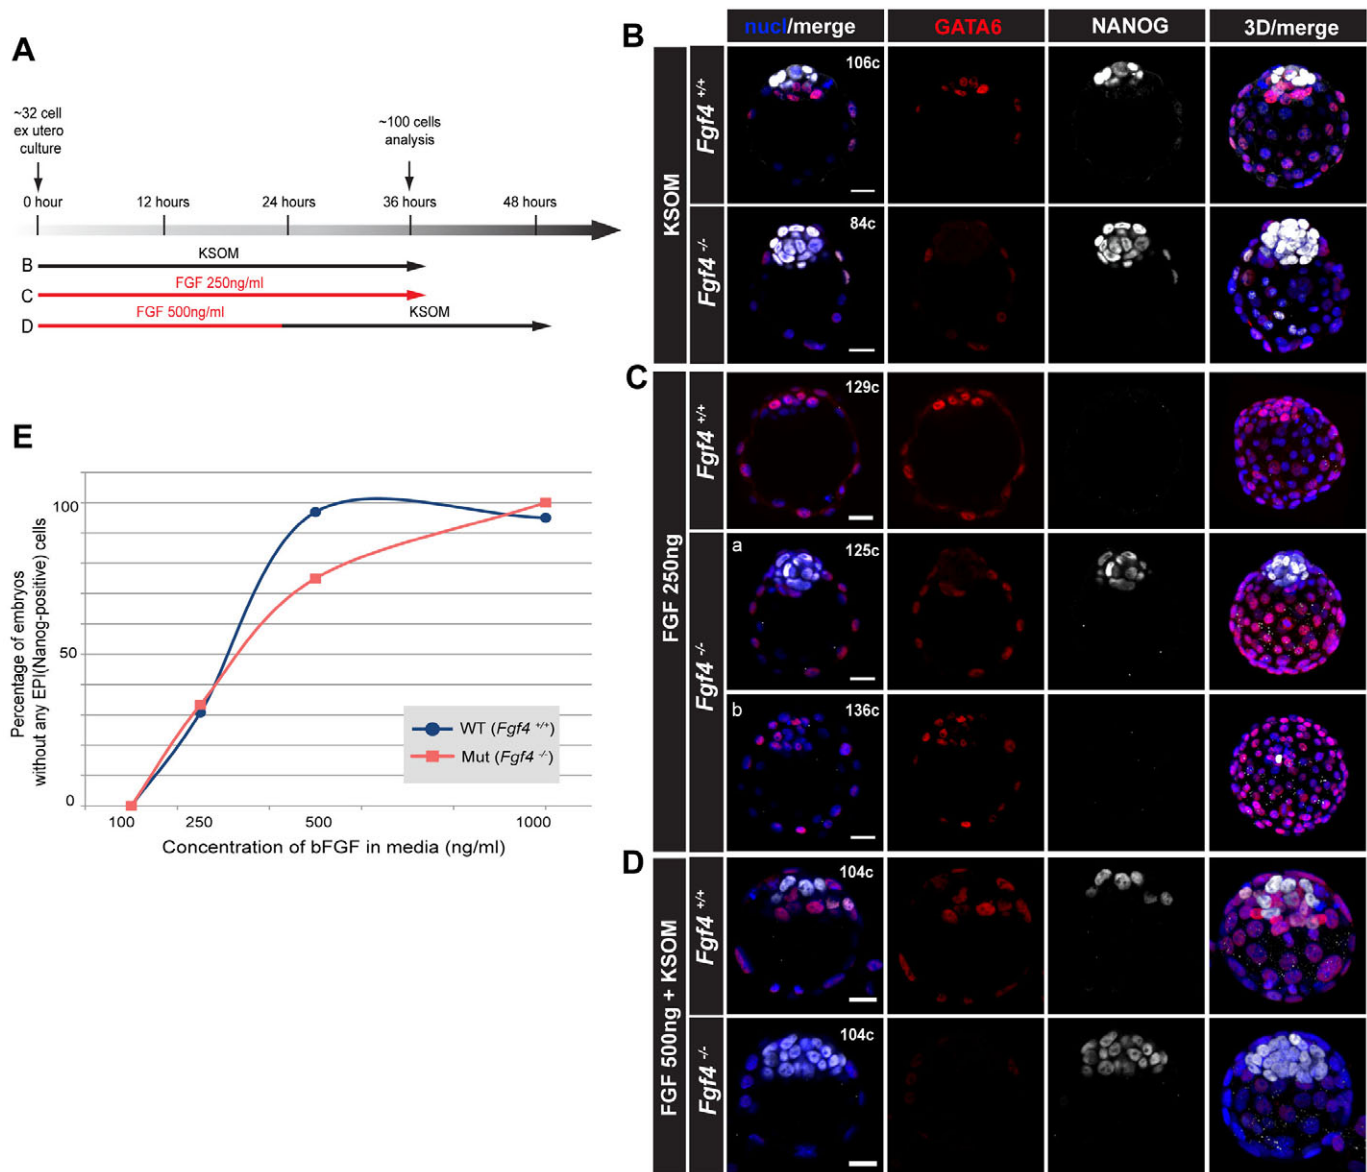 A
~32 cell
ex utero
culture
~100 cells
analysis
0 hour
12 hours
24 hours
36 hours
48 hours
B
KSOM
C
FGF 250ng/ml
D
FGF 500ng/ml
KSOM
E
Percentage of embryos
without any EPI(Nanog-positive) cells
100
50
0
WT (Fgf4 +/+)
Mut (Fgf4 -/-)
100
250
500
1000
Concentration of bFGF in media (ng/ml)
nucl/merge
GATA6
NANOG
3D/merge
B
KSOM
Fgf4 +/+
106c
Fgf4 -/-
84c
C
FGF 250ng
Fgf4 +/+
129c
Fgf4 -/-
a
125c
b
136c
D
FGF 500ng + KSOM
Fgf4 +/+
104c
Fgf4 -/-
104c